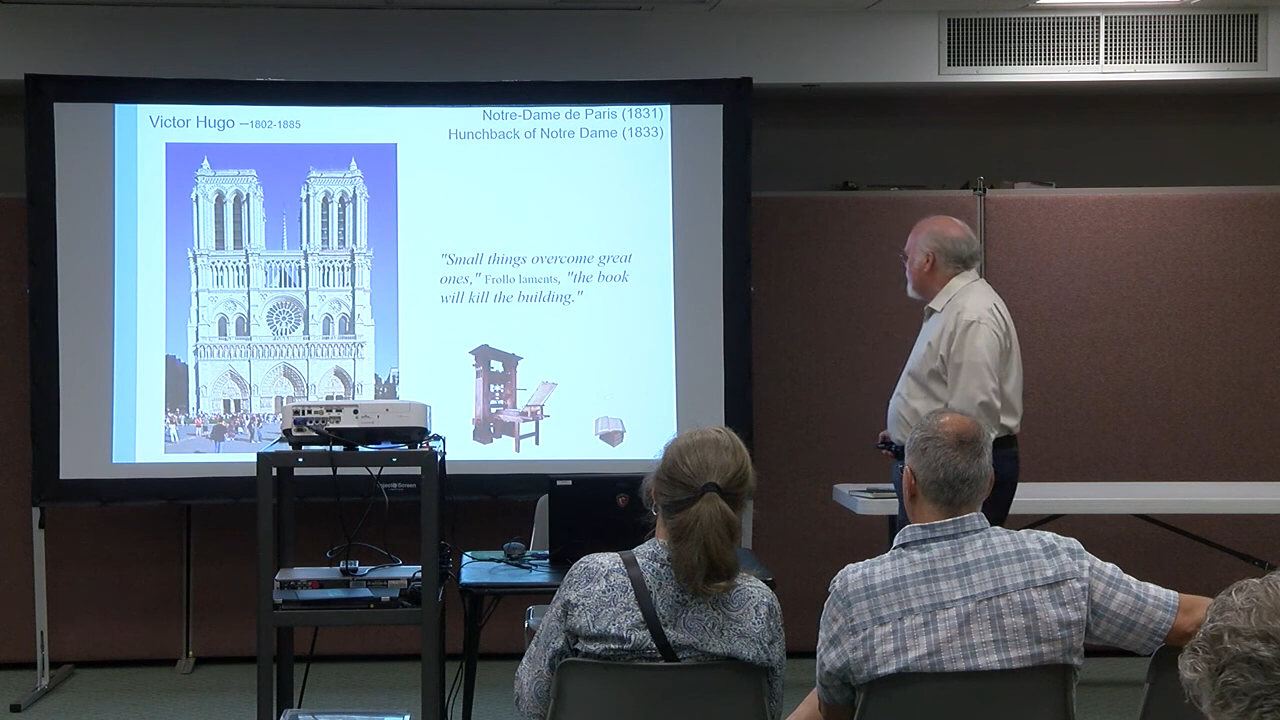 Victor Hugo –1802-1885
Notre-Dame de Paris (1831)
Hunchback of Notre Dame (1833)
"Small things overcome great
ones," Frollo laments, "the book
will kill the building."